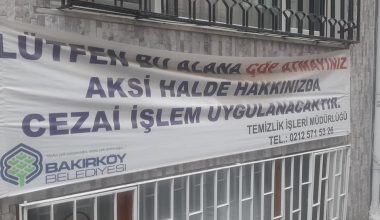 LÜTFEN BU ALANA ÇÖP ATMAYINIZ
AKSİ HALDE HAKKINIZDA
CEZAİ İŞLEM UYGULANACAKTIR.
TEMİZLİK İŞLERİ MÜDÜRLÜĞÜ
TEL.: 0212 571 53 26
BAKIRKÖY
BELEDİYESİ